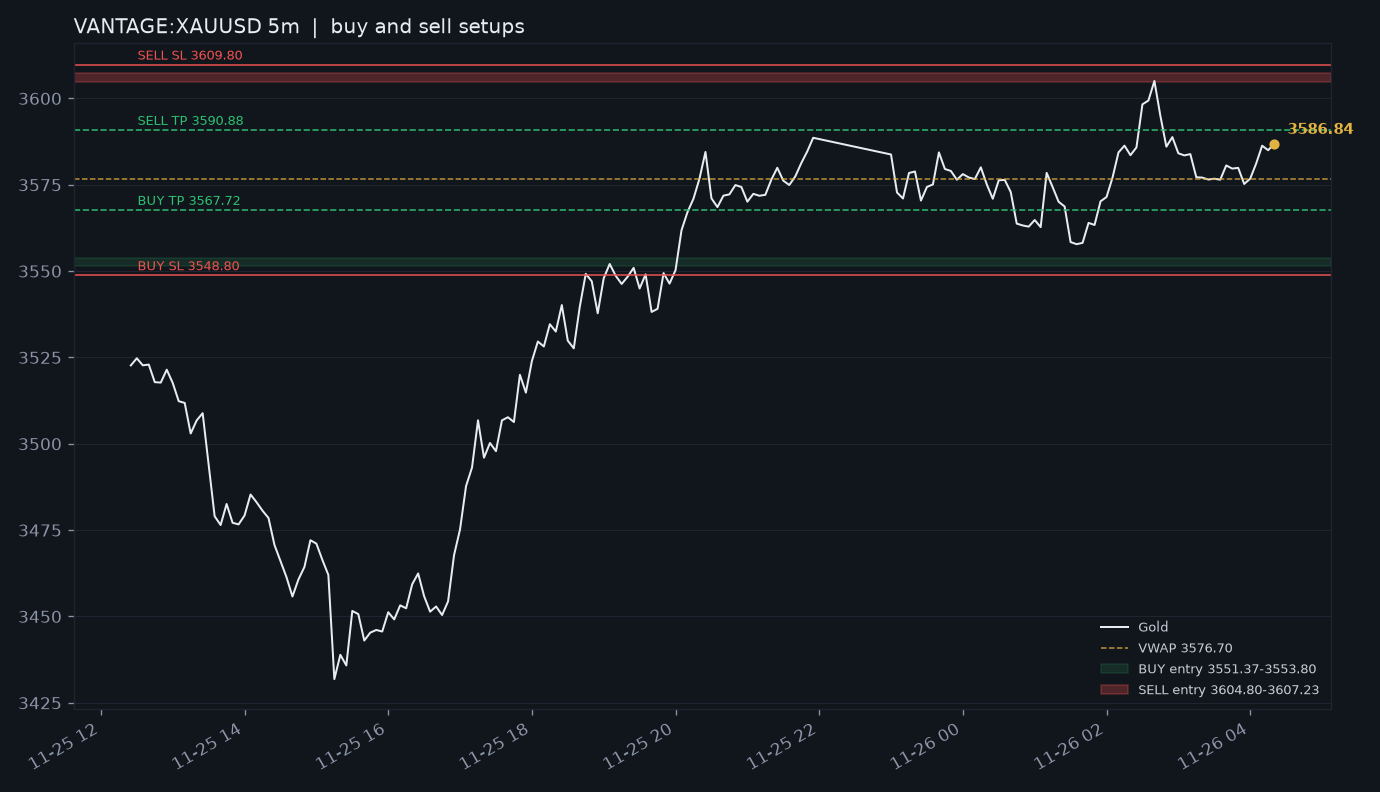 VANTAGE:XAUUSD 5m | buy and sell setups
SELL SL 3609.80
3600
SELL TP 3590.88
3586.84
3575
BUY TP 3567.72
3550
BUY SL 3548.80
3525
3500
3475
3450
3425
Gold
VWAP 3576.70
BUY entry 3551.37-3553.80
SELL entry 3604.80-3607.23
11-25 12
11-25 14
11-25 16
11-25 18
11-25 20
11-25 22
11-26 00
11-26 02
11-26 04